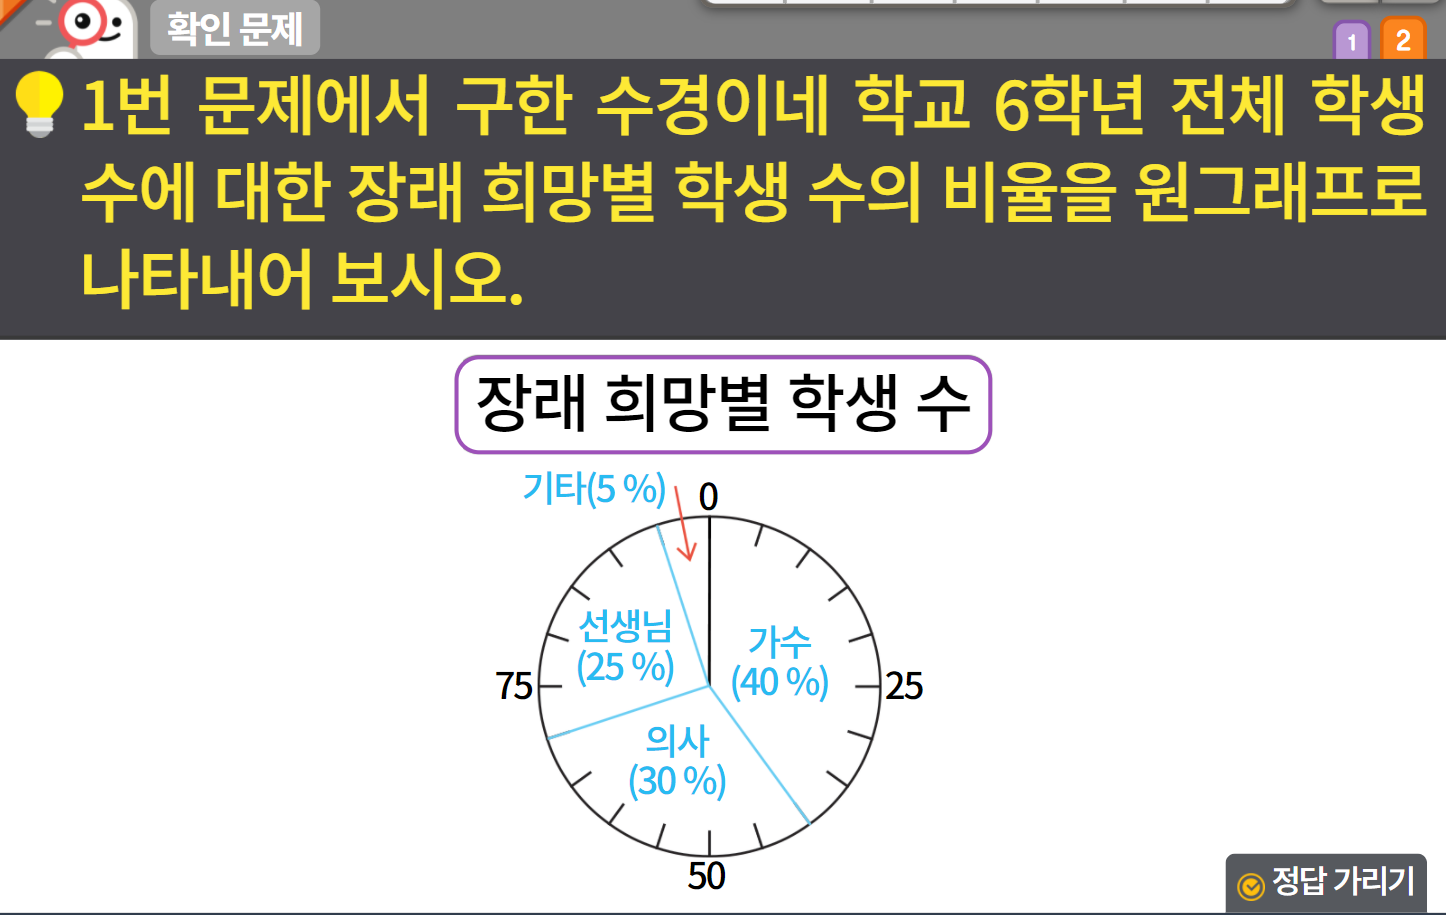 확인 문제
1 2
1번 문제에서 구한 수경이네 학교 6학년 전체 학생
수에 대한 장래 희망별 학생 수의 비율을 원그래프로
나타내어 보시오.
장래 희망별 학생 수
기타(5 %)
0
선생님
(25 %)
가수
(40 %)
75
25
의사
(30 %)
50
정답 가리기